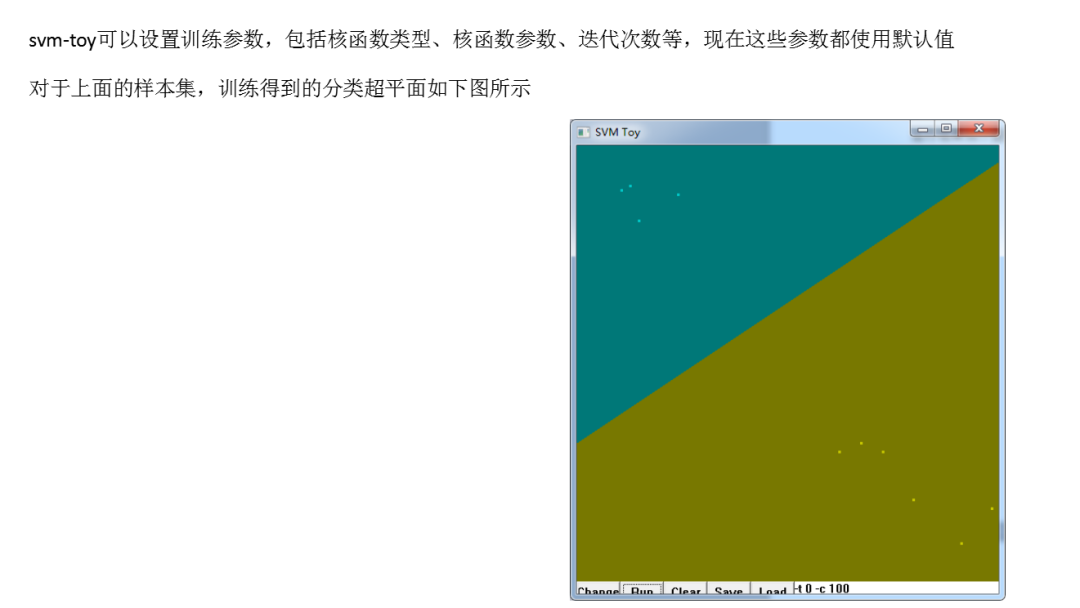 svm-toy可以设置训练参数，包括核函数类型、核函数参数、迭代次数等，现在这些参数都使用默认值
对于上面的样本集，训练得到的分类超平面如下图所示
SVM Toy
Change Run Clear Save Load -t 0 -c 100